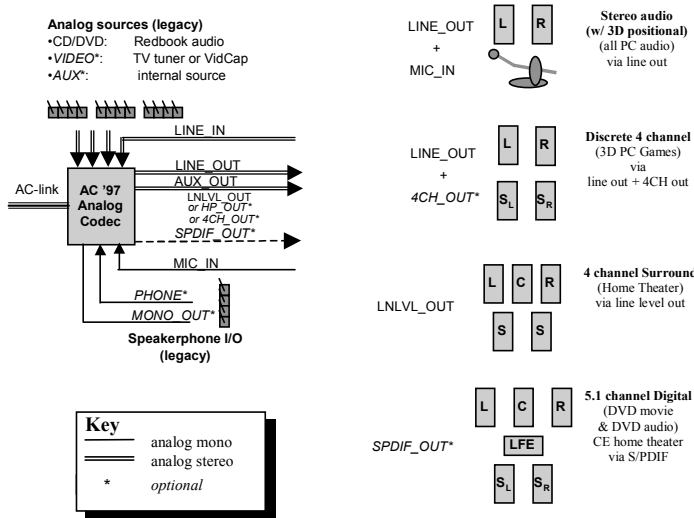 Analog sources (legacy)
•CD/DVD: Redbook audio
•VIDEO*: TV tuner or VidCap
•AUX*: internal source
LINE_IN
LINE_OUT
AUX_OUT
LNLVL_OUT
or HP_OUT*
or 4CH_OUT*
SPDIF_OUT*
MIC_IN
PHONE*
MONO_OUT*
AC-link
AC '97
Analog
Codec
Speakerphone I/O
(legacy)
Key
analog mono
analog stereo
* optional
LINE_OUT
+
MIC_IN
L R
Stereo audio
(w/ 3D positional)
(all PC audio)
via line out
LINE_OUT
+
4CH_OUT*
L R
SL SR
Discrete 4 channel
(3D PC Games)
via
line out + 4CH out
LNLVL_OUT
L C R
S S
4 channel Surround
(Home Theater)
via line level out
SPDIF_OUT*
L C R
LFE
SL SR
5.1 channel Digital
(DVD movie
& DVD audio)
CE home theater
via S/PDIF